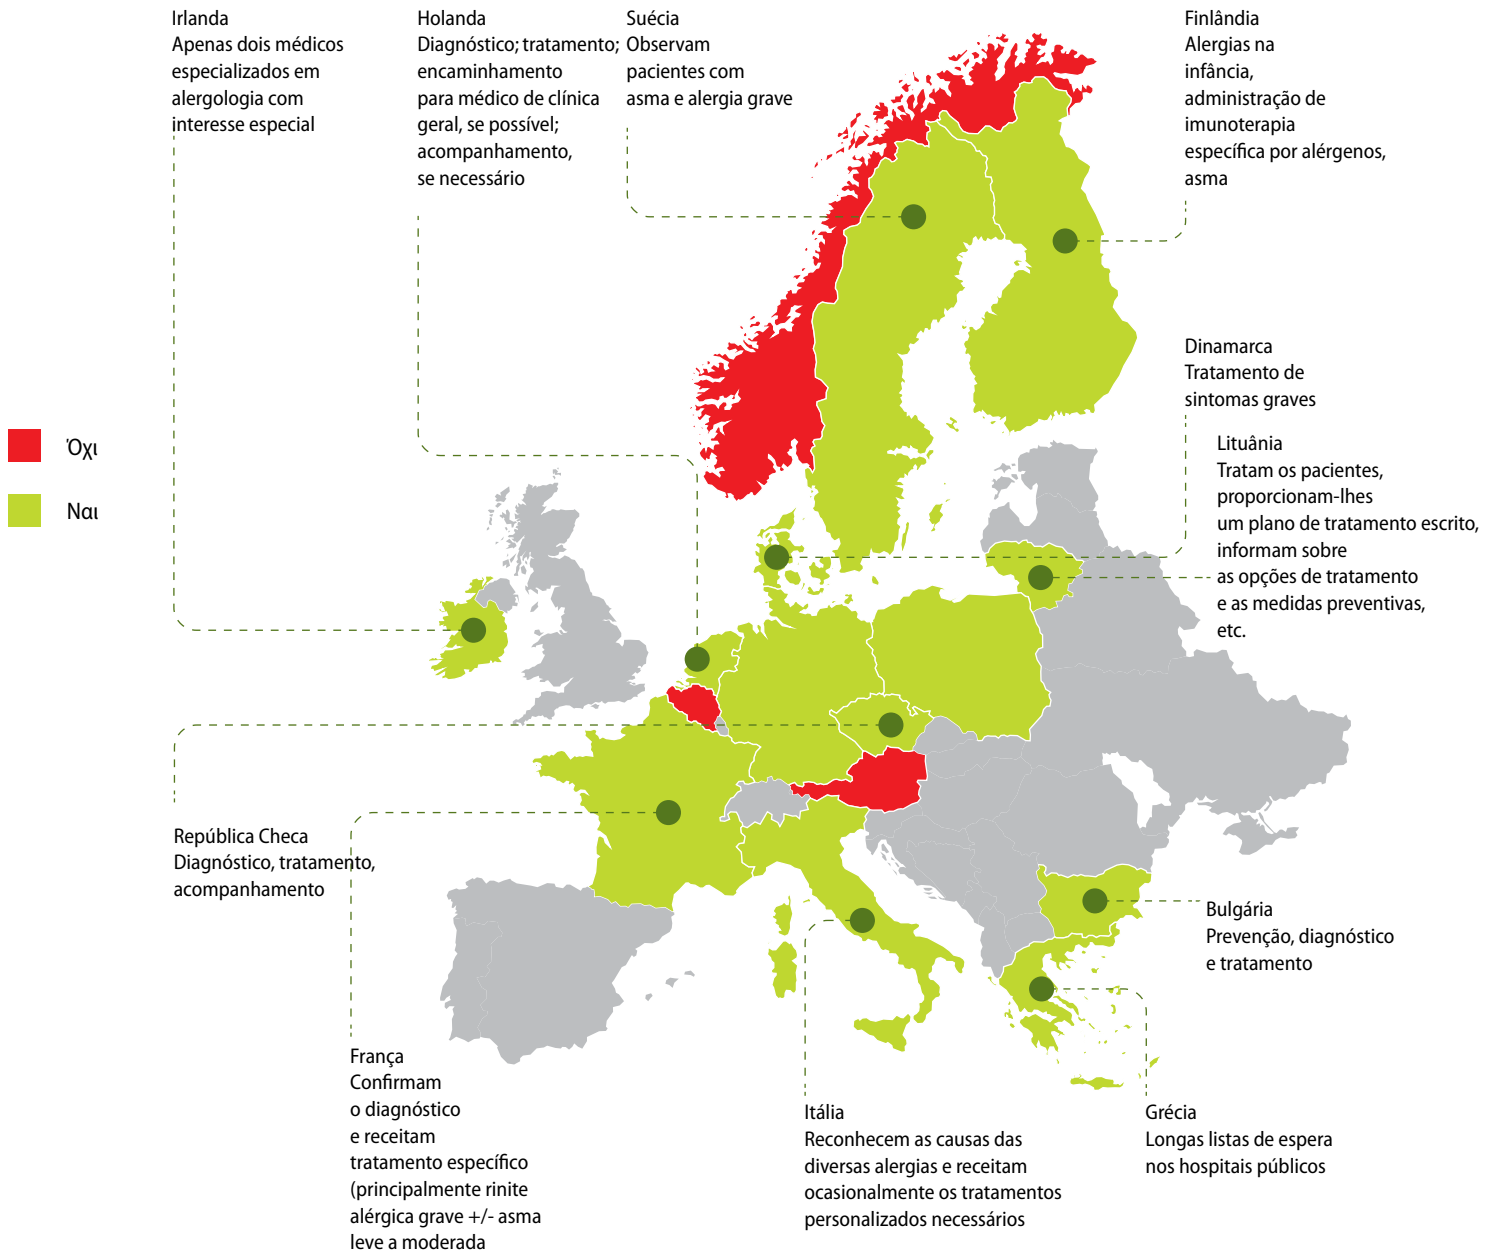 Irlanda
Apenas dois médicos
especializados em
alergologia com
interesse especial
Holanda
Diagnóstico; tratamento;
encaminhamento
para médico de clínica
geral, se possível;
acompanhamento,
se necessário
Suécia
Observam
pacientes com
asma e alergia grave
Finlândia
Alergias na
infância,
administração de
imunoterapia
específica por alérgenos,
asma
Dinamarca
Tratamento de
sintomas graves
Lituânia
Tratam os pacientes,
proporcionam-lhes
um plano de tratamento escrito,
informam sobre
as opções de tratamento
e as medidas preventivas,
etc.
Όχι
Ναι
República Checa
Diagnóstico, tratamento,
acompanhamento
Bulgária
Prevenção, diagnóstico
e tratamento
França
Confirmam
o diagnóstico
e receitam
tratamento específico
(principalmente rinite
alérgica grave +/- asma
leve a moderada
Itália
Reconhecem as causas das
diversas alergias e receitam
ocasionalmente os tratamentos
personalizados necessários
Grécia
Longas listas de espera
nos hospitais públicos